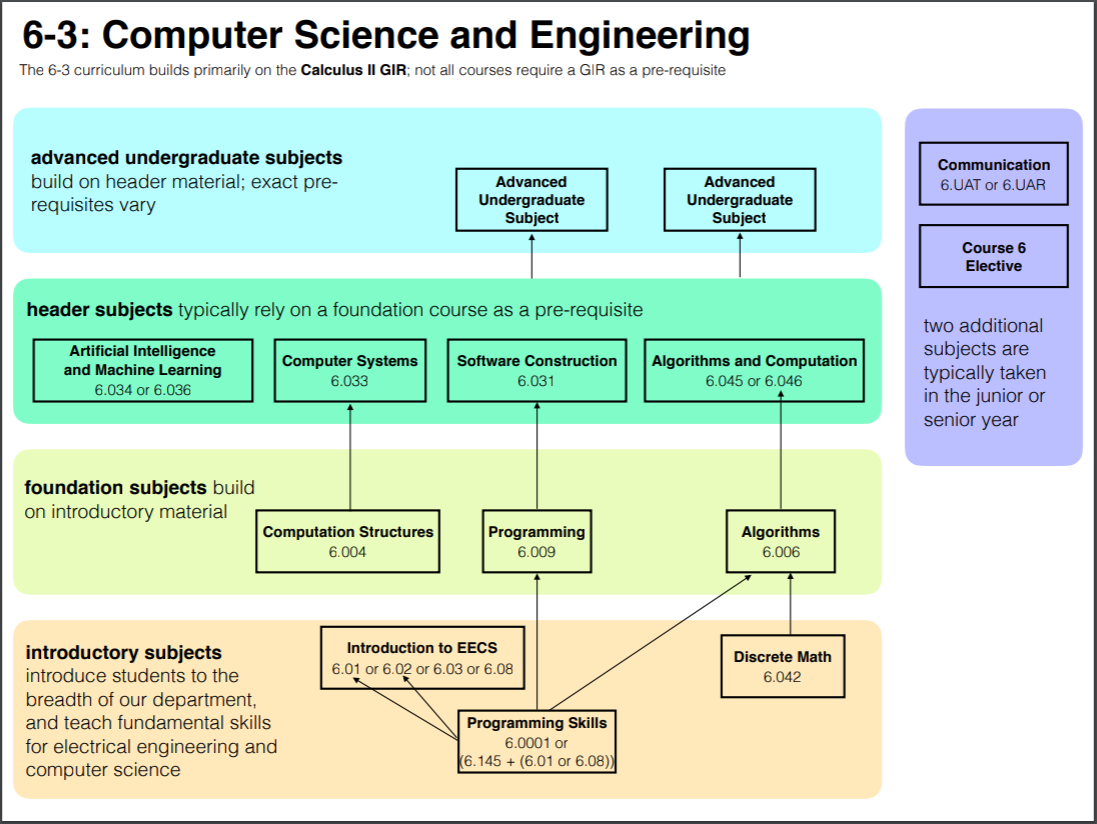 6-3: Computer Science and Engineering
The 6-3 curriculum builds primarily on the Calculus II GIR; not all courses require a GIR as a pre-requisite
advanced undergraduate subjects
build on header material; exact pre-
requisites vary
Advanced
Undergraduate
Subject
Advanced
Undergraduate
Subject
header subjects typically rely on a foundation course as a pre-requisite
Artificial Intelligence
and Machine Learning
6.034 or 6.036
Computer Systems
6.033
Software Construction
6.031
Algorithms and Computation
6.045 or 6.046
foundation subjects build
on introductory material
Computation Structures
6.004
Programming
6.009
Algorithms
6.006
introductory subjects
introduce students to the
breadth of our department,
and teach fundamental skills
for electrical engineering and
computer science
Introduction to EECS
6.01 or 6.02 or 6.03 or 6.08
Programming Skills
6.0001 or
(6.145 + (6.01 or 6.08))
Discrete Math
6.042
Communication
6.UAT or 6.UAR
Course 6
Elective
two additional
subjects are
typically taken
in the junior or
senior year